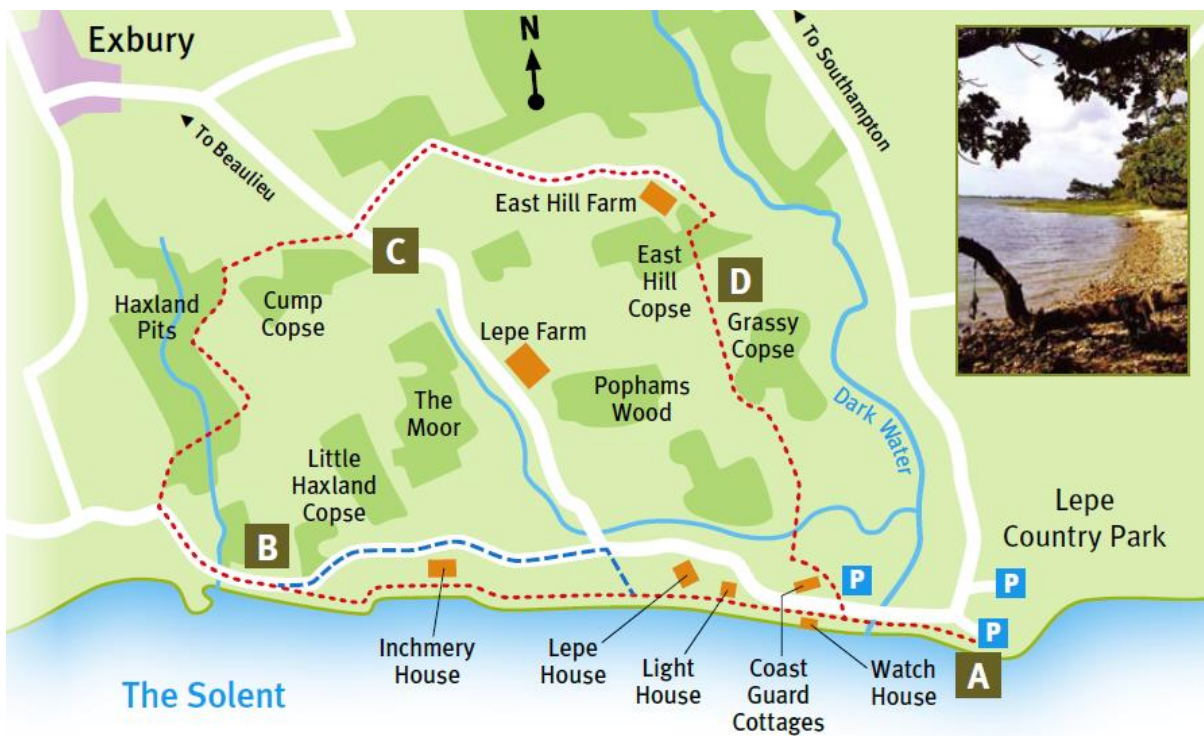 Exbury
N
To Southampton
To Beaulieu
East Hill Farm
C
East
Hill
Copse
D
Haxland
Pits
Cump
Copse
Lepe Farm
Grassy
Copse
The
Moor
Pophams
Wood
Dark Water
Little
Haxland
Copse
Lepe
Country Park
B
P
P
P
Inchmery
House
Lepe
House
Light
House
Coast
Guard
Cottages
Watch
House
A
The Solent